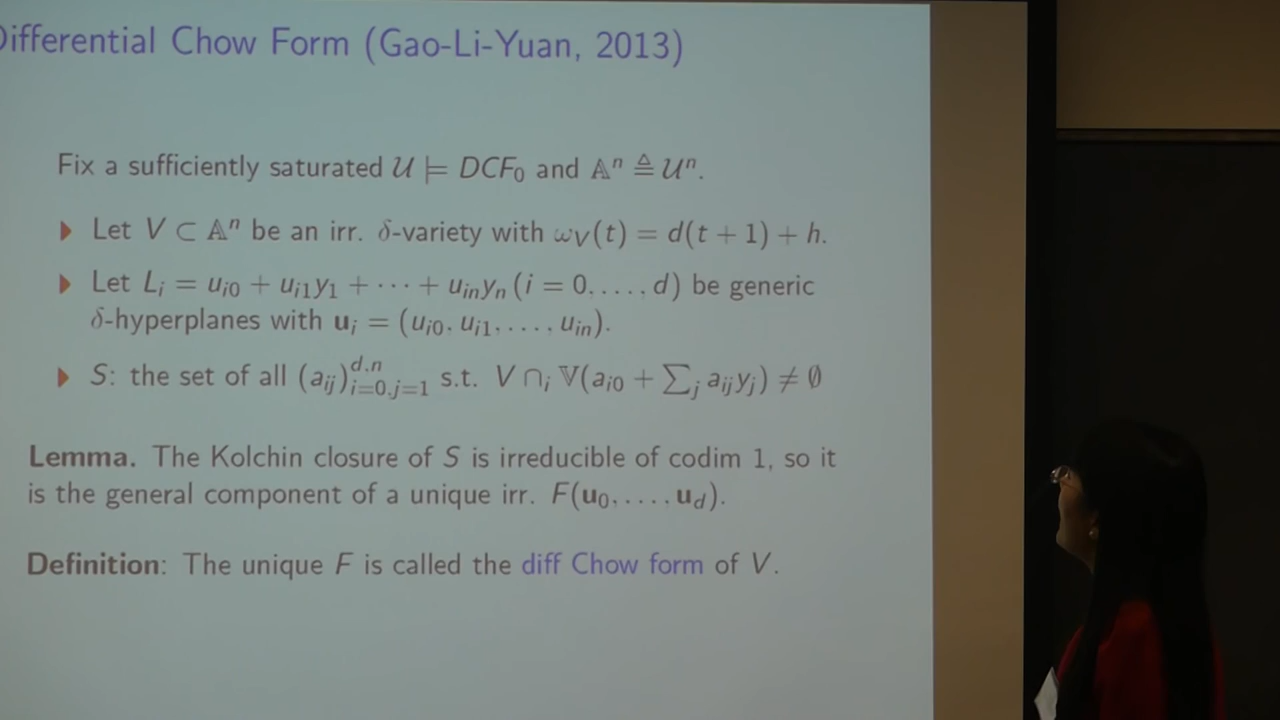 Differential Chow Form (Gao-Li-Yuan, 2013)
Fix a sufficiently saturated 𝒰 ⊨ DCF₀ and 𝔸ⁿ ≜ 𝒰ⁿ.
Let V ⊂ 𝔸ⁿ be an irr. δ-variety with ω_V(t) = d(t + 1) + h.
Let L_i = u_{i0} + u_{i1}y_1 + ⋯ + u_{in}y_n (i = 0, . . . , d) be generic
δ-hyperplanes with 𝐮_i = (u_{i0}, u_{i1}, . . . , u_{in}).
S: the set of all (a_{ij})_{i=0,j=1}^{d,n} s.t. V ∩_i 𝕍(a_{i0} + ∑_j a_{ij}y_j) ≠ ∅
Lemma. The Kolchin closure of S is irreducible of codim 1, so it
is the general component of a unique irr. F(𝐮_0, . . . , 𝐮_d).
Definition: The unique F is called the diff Chow form of V.